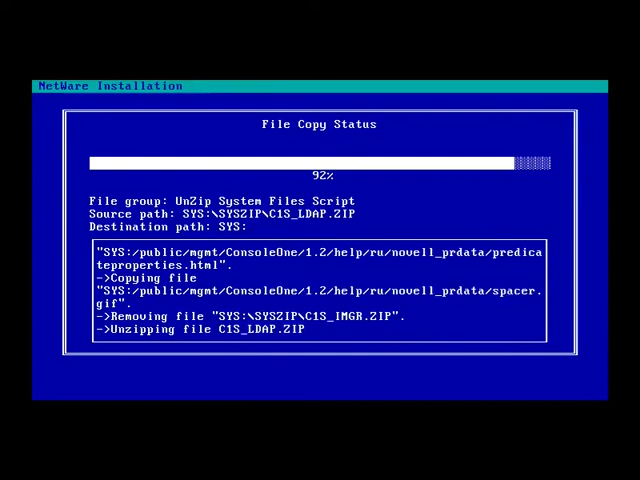 NetWare Installation
File Copy Status
92%
File group: UnZip System Files Script
Source path: SYS:\SYSZIP\C1S_LDAP.ZIP
Destination path: SYS:
"SYS:/public/mgmt/ConsoleOne/1.2/help/ru/novell_prdata/predica
teproperties.html".
->Copying file
"SYS:/public/mgmt/ConsoleOne/1.2/help/ru/novell_prdata/spacer.
gif".
->Removing file "SYS:\SYSZIP\C1S_IMGR.ZIP".
->Unzipping file C1S_LDAP.ZIP